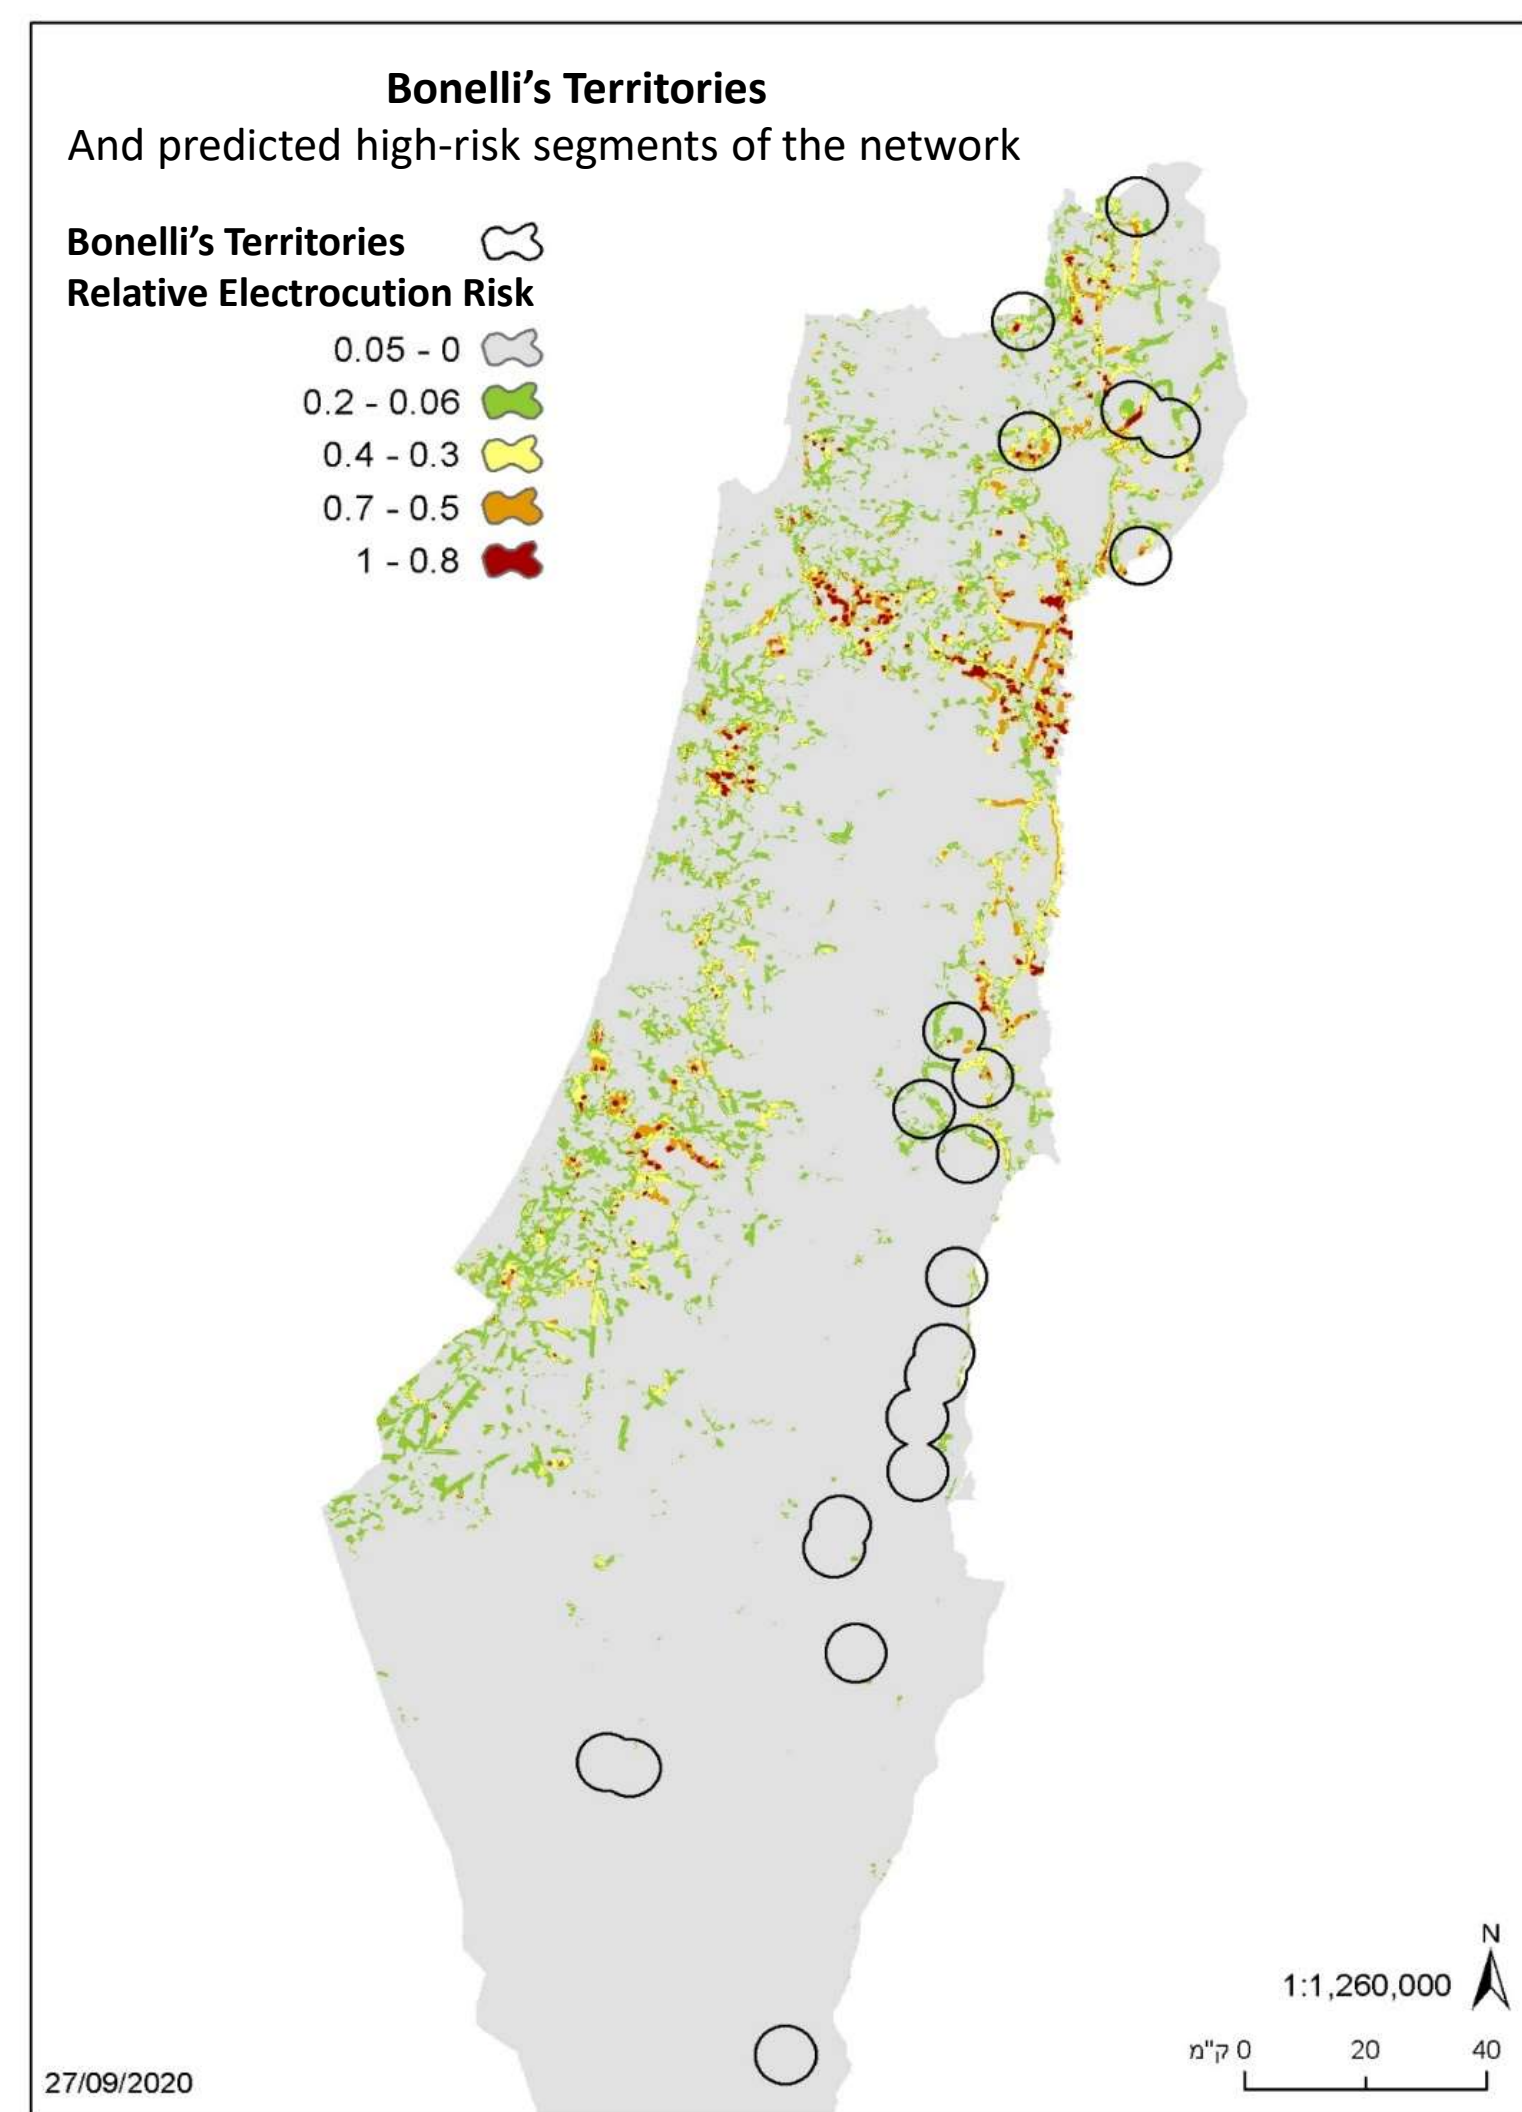 Bonelli’s Territories
And predicted high-risk segments of the network
Bonelli’s Territories
Relative Electrocution Risk
0.05 - 0
0.2 - 0.06
0.4 - 0.3
0.7 - 0.5
1 - 0.8
N
1:1,260,000
ק"מ 0 20 40
27/09/2020